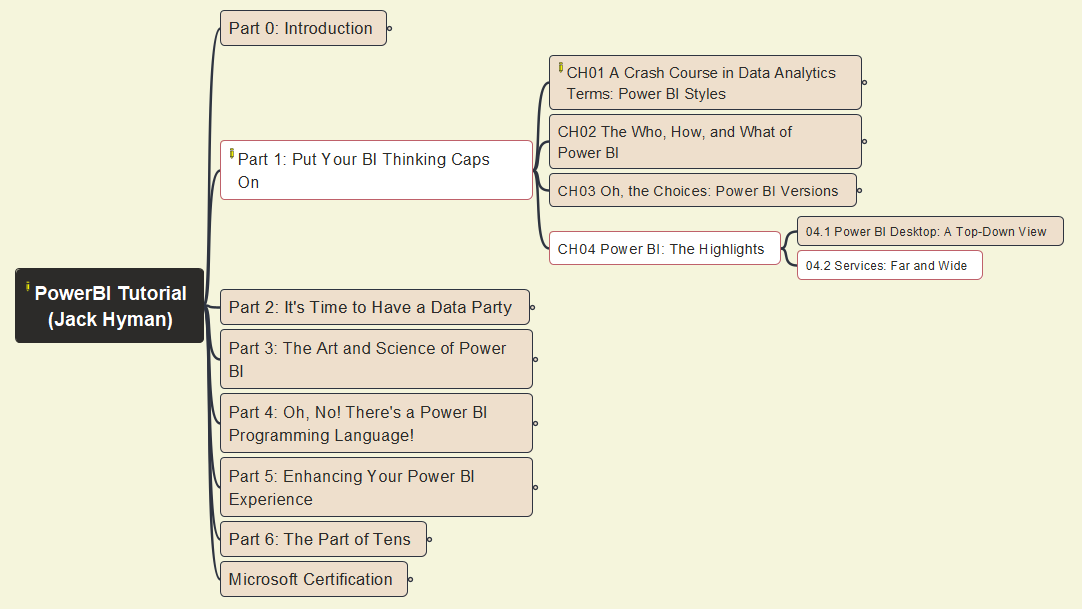 Part 0: Introduction
CH01 A Crash Course in Data Analytics
Terms: Power BI Styles
CH02 The Who, How, and What of
Power BI
Part 1: Put Your BI Thinking Caps
On
CH03 Oh, the Choices: Power BI Versions
CH04 Power BI: The Highlights
04.1 Power BI Desktop: A Top-Down View
04.2 Services: Far and Wide
PowerBI Tutorial
(Jack Hyman)
Part 2: It's Time to Have a Data Party
Part 3: The Art and Science of Power
BI
Part 4: Oh, No! There's a Power BI
Programming Language!
Part 5: Enhancing Your Power BI
Experience
Part 6: The Part of Tens
Microsoft Certification